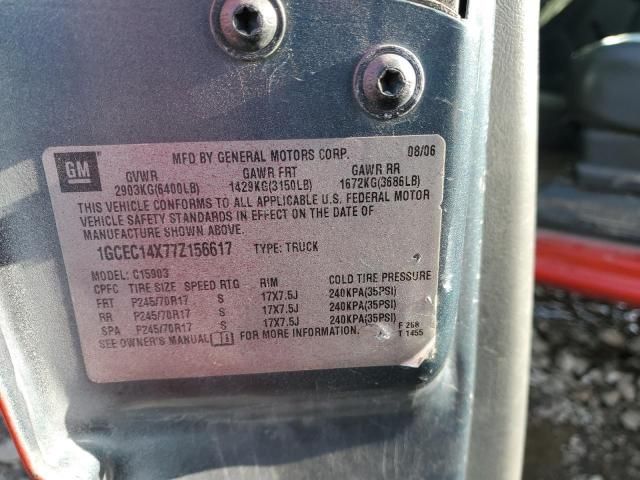 GM
MFD BY GENERAL MOTORS CORP. 08/06
GVWR GAWR FRT GAWR RR
2903KG(6400LB) 1429KG(3150LB) 1672KG(3686LB)
THIS VEHICLE CONFORMS TO ALL APPLICABLE U.S. FEDERAL MOTOR
VEHICLE SAFETY STANDARDS IN EFFECT ON THE DATE OF
MANUFACTURE SHOWN ABOVE.
1GCEC14X77Z156617 TYPE: TRUCK
MODEL: C15903
CPFC TIRE SIZE SPEED RTG RIM COLD TIRE PRESSURE
FRT P245/70R17 S 17X7.5J 240KPA(35PSI)
RR P245/70R17 S 17X7.5J 240KPA(35PSI)
SPA P245/70R17 S 17X7.5J 240KPA(35PSI)
SEE OWNER'S MANUAL FOR MORE INFORMATION. F 268
T 1455